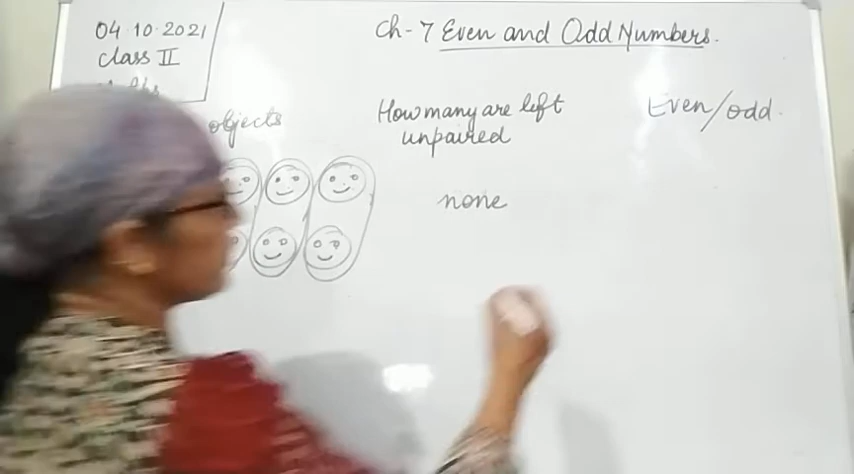 04.10.2021
class II
Ch-7 Even and Odd Numbers.
objects
How many are left
unpaired
Even/odd.
none